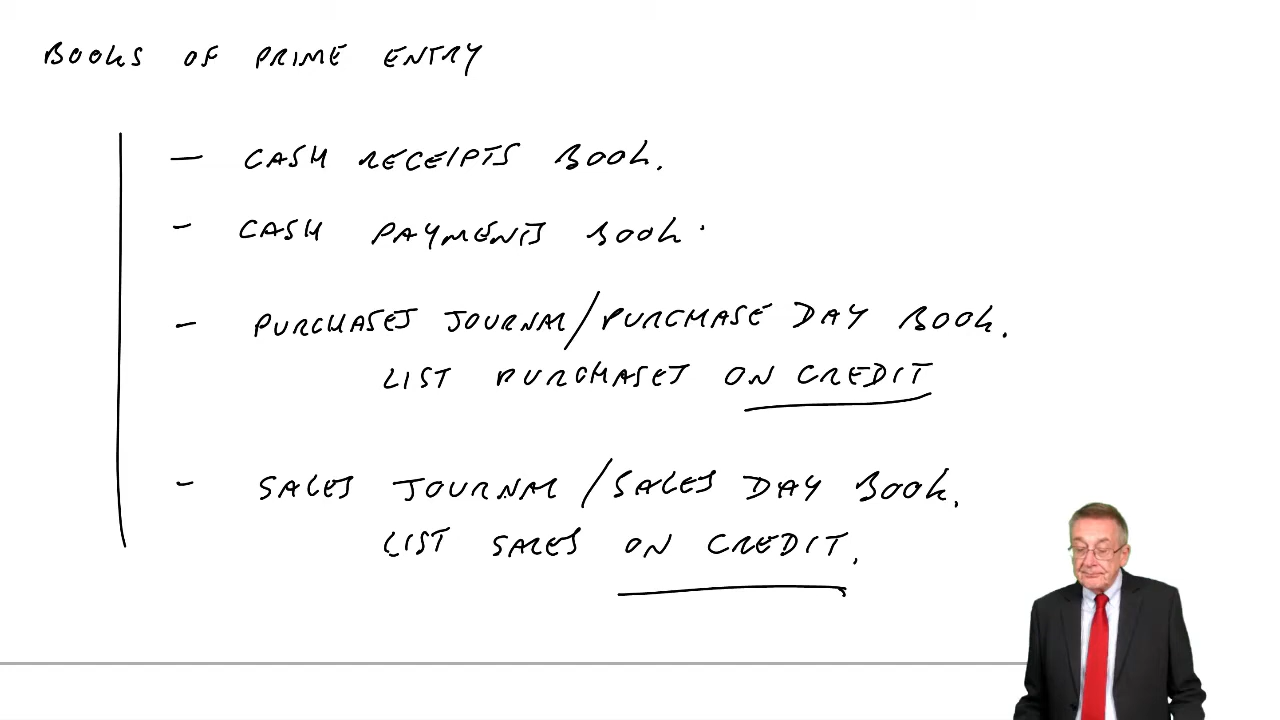 BOOKS OF PRIME ENTRY
- CASH RECEIPTS BOOK.
- CASH PAYMENTS BOOK.
- PURCHASES JOURNAL/PURCHASE DAY BOOK.
LIST PURCHASES ON CREDIT
- SALES JOURNAL/SALES DAY BOOK.
LIST SALES ON CREDIT.